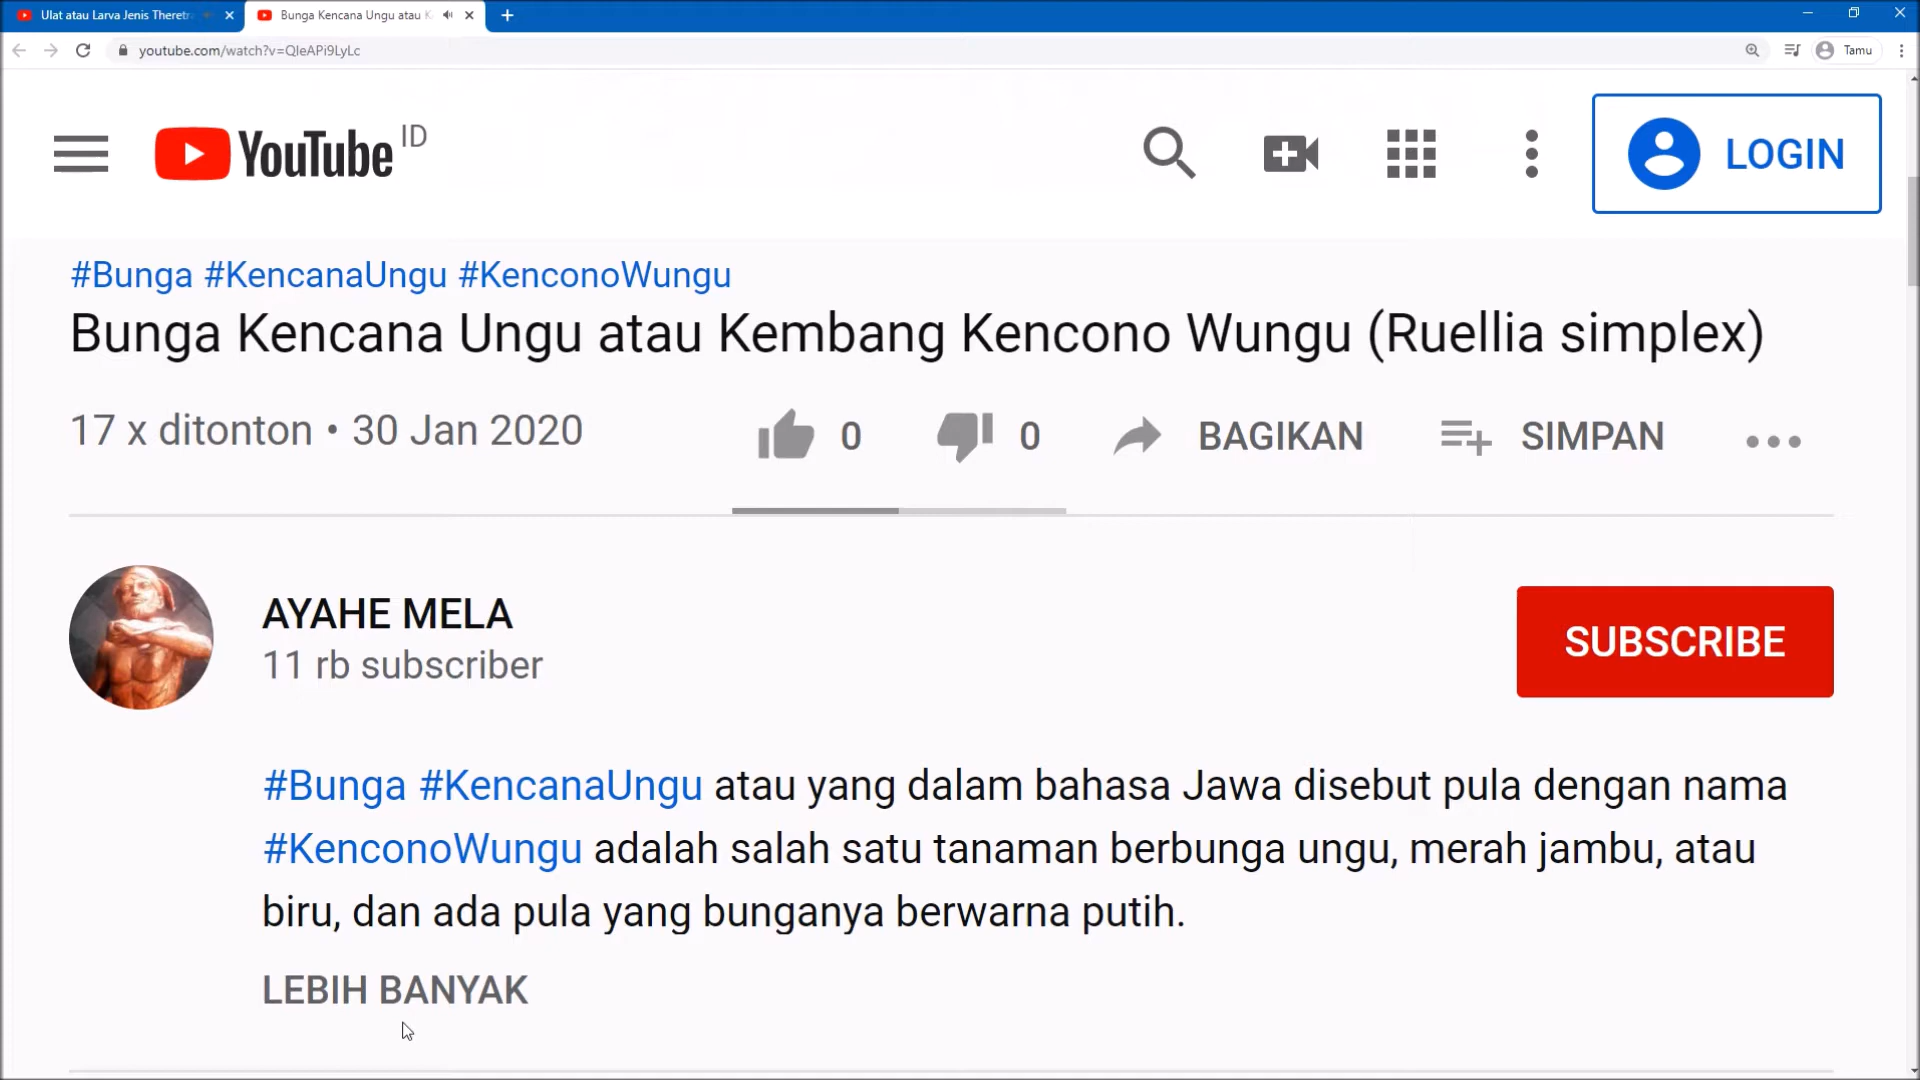 Ulat atau Larva Jenis Theretr
Bunga Kencana Ungu atau K
youtube.com/watch?v=QIeAPi9LyLc
Tamu
YouTube ID
LOGIN
#Bunga #KencanaUngu #KenconoWungu
Bunga Kencana Ungu atau Kembang Kencono Wungu (Ruellia simplex)
17 x ditonton • 30 Jan 2020
0
0
BAGIKAN
SIMPAN
AYAHE MELA
11 rb subscriber
SUBSCRIBE
#Bunga #KencanaUngu atau yang dalam bahasa Jawa disebut pula dengan nama
#KenconoWungu adalah salah satu tanaman berbunga ungu, merah jambu, atau
biru, dan ada pula yang bunganya berwarna putih.
LEBIH BANYAK